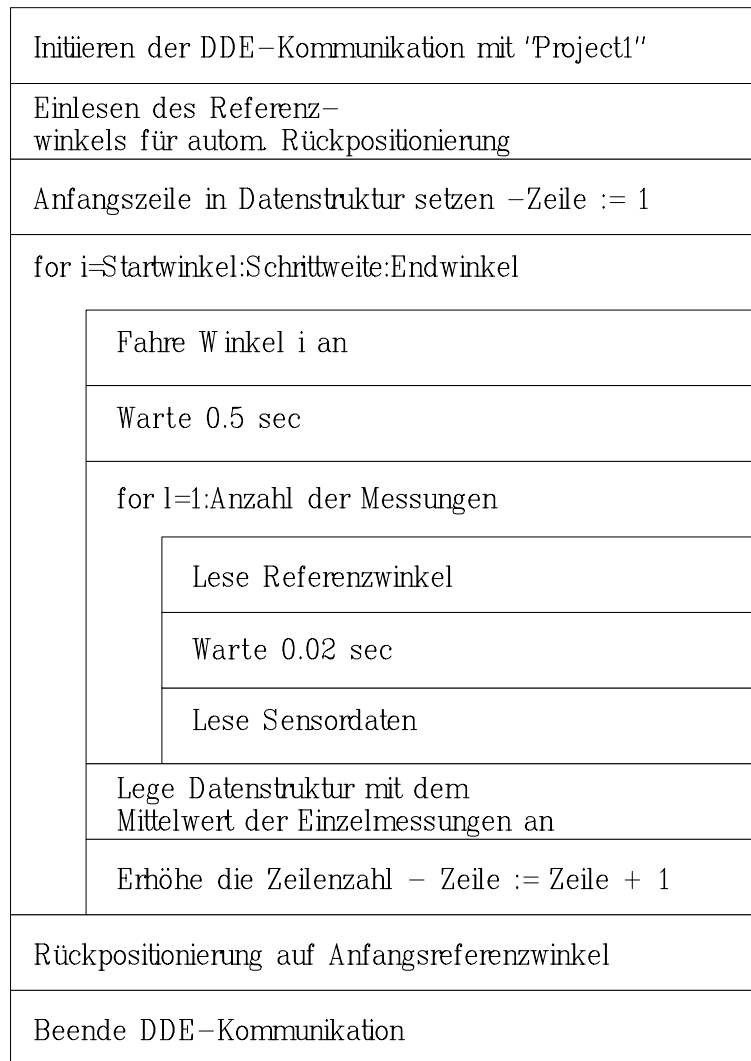 Initiieren der DDE-Kommunikation mit "Project1"
Einlesen des Referenz-
winkels für autom. Rückpositionierung
Anfangszeile in Datenstruktur setzen -Zeile := 1
for i=Startwinkel:Schrittweite:Endwinkel
Fahre Winkel i an
Warte 0.5 sec
for l=1:Anzahl der Messungen
Lese Referenzwinkel
Warte 0.02 sec
Lese Sensordaten
Lege Datenstruktur mit dem
Mittelwert der Einzelmessungen an
Erhöhe die Zeilenzahl - Zeile := Zeile + 1
Rückpositionierung auf Anfangsreferenzwinkel
Beende DDE-Kommunikation